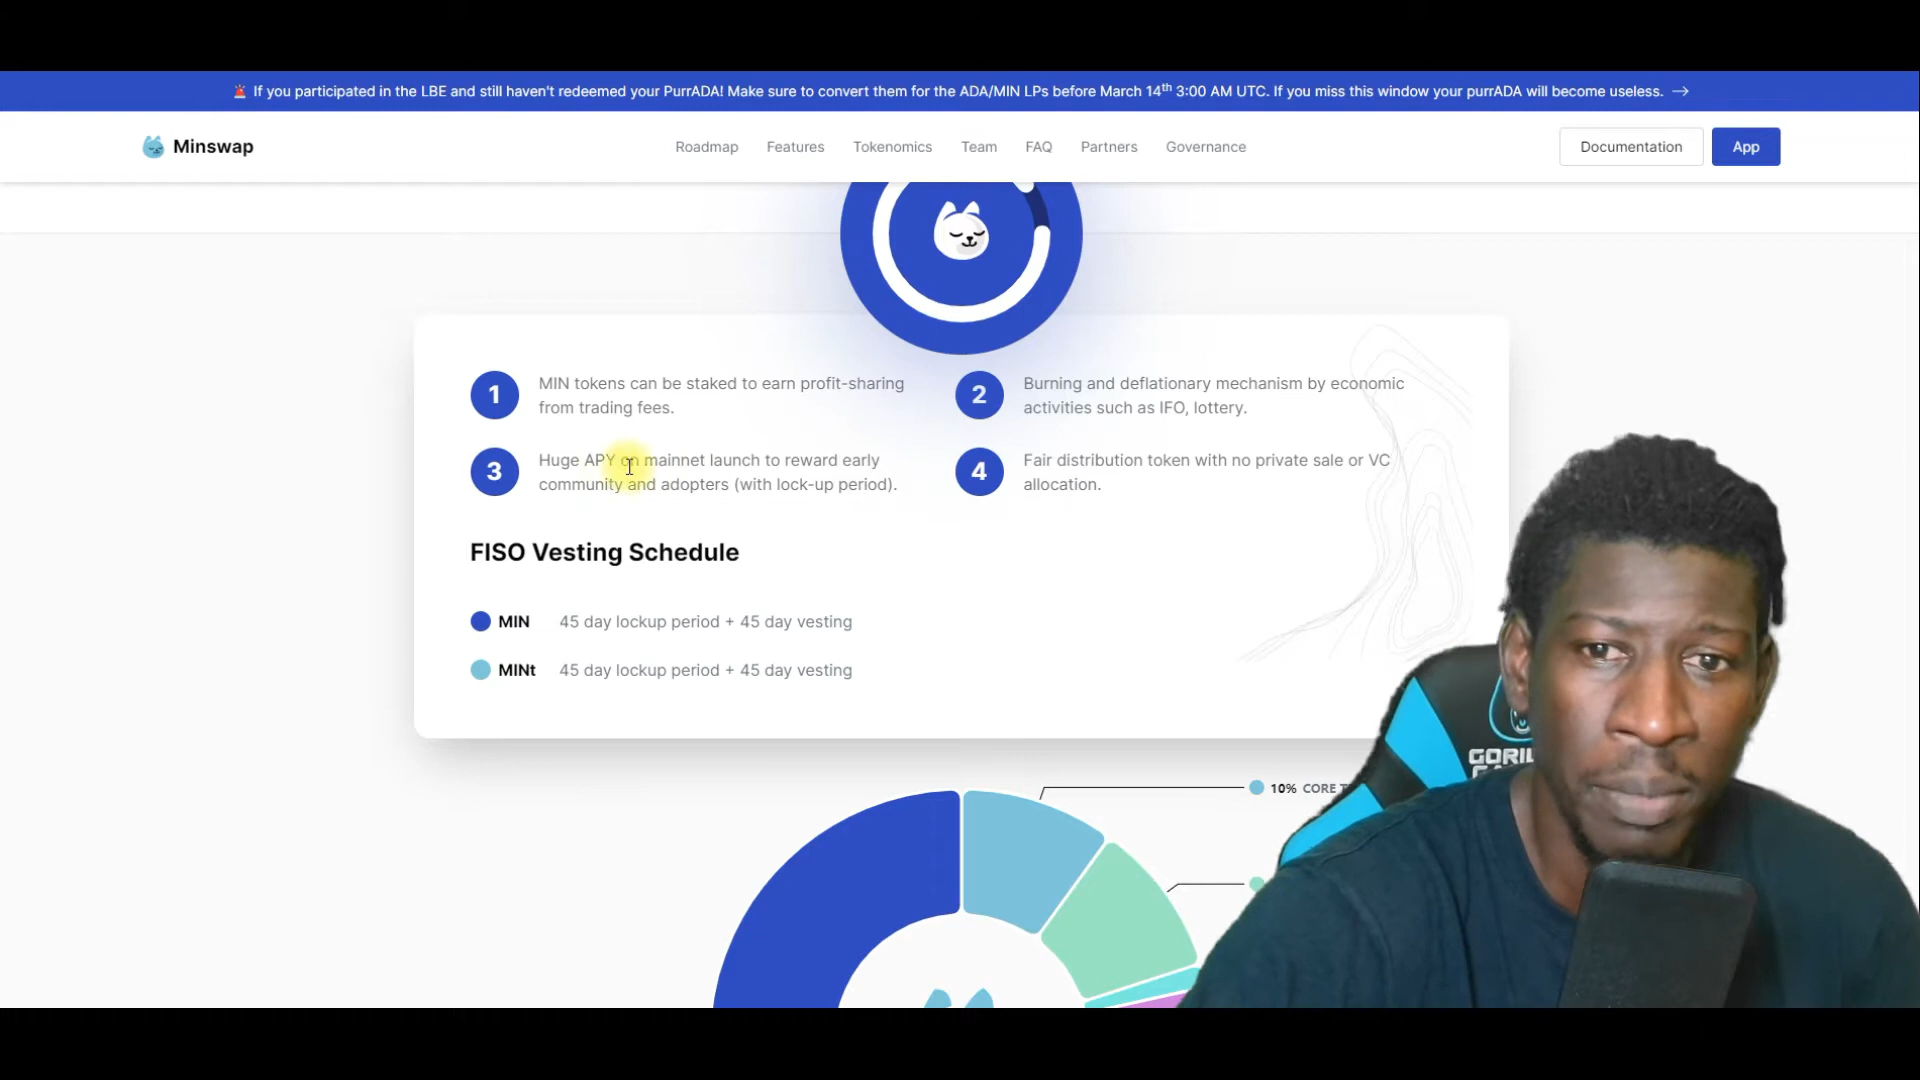 🚨 If you participated in the LBE and still haven't redeemed your PurrADA! Make sure to convert them for the ADA/MIN LPs before March 14th 3:00 AM UTC. If you miss this window your purrADA will become useless. →
Minswap
Roadmap Features Tokenomics Team FAQ Partners Governance
Documentation App
1 MIN tokens can be staked to earn profit-sharing
from trading fees.
2 Burning and deflationary mechanism by economic
activities such as IFO, lottery.
3 Huge APY on mainnet launch to reward early
community and adopters (with lock-up period).
4 Fair distribution token with no private sale or VC
allocation.
FISO Vesting Schedule
MIN 45 day lockup period + 45 day vesting
MINt 45 day lockup period + 45 day vesting
10% CORE